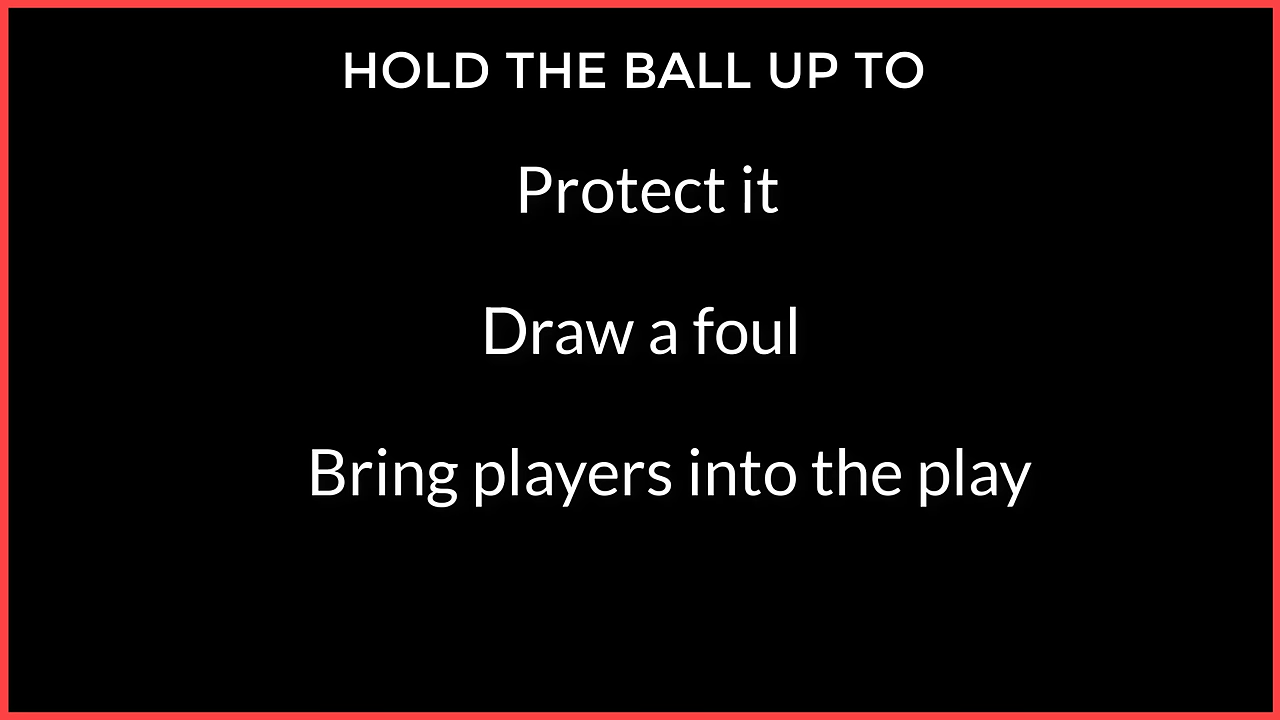 HOLD THE BALL UP TO
Protect it
Draw a foul
Bring players into the play